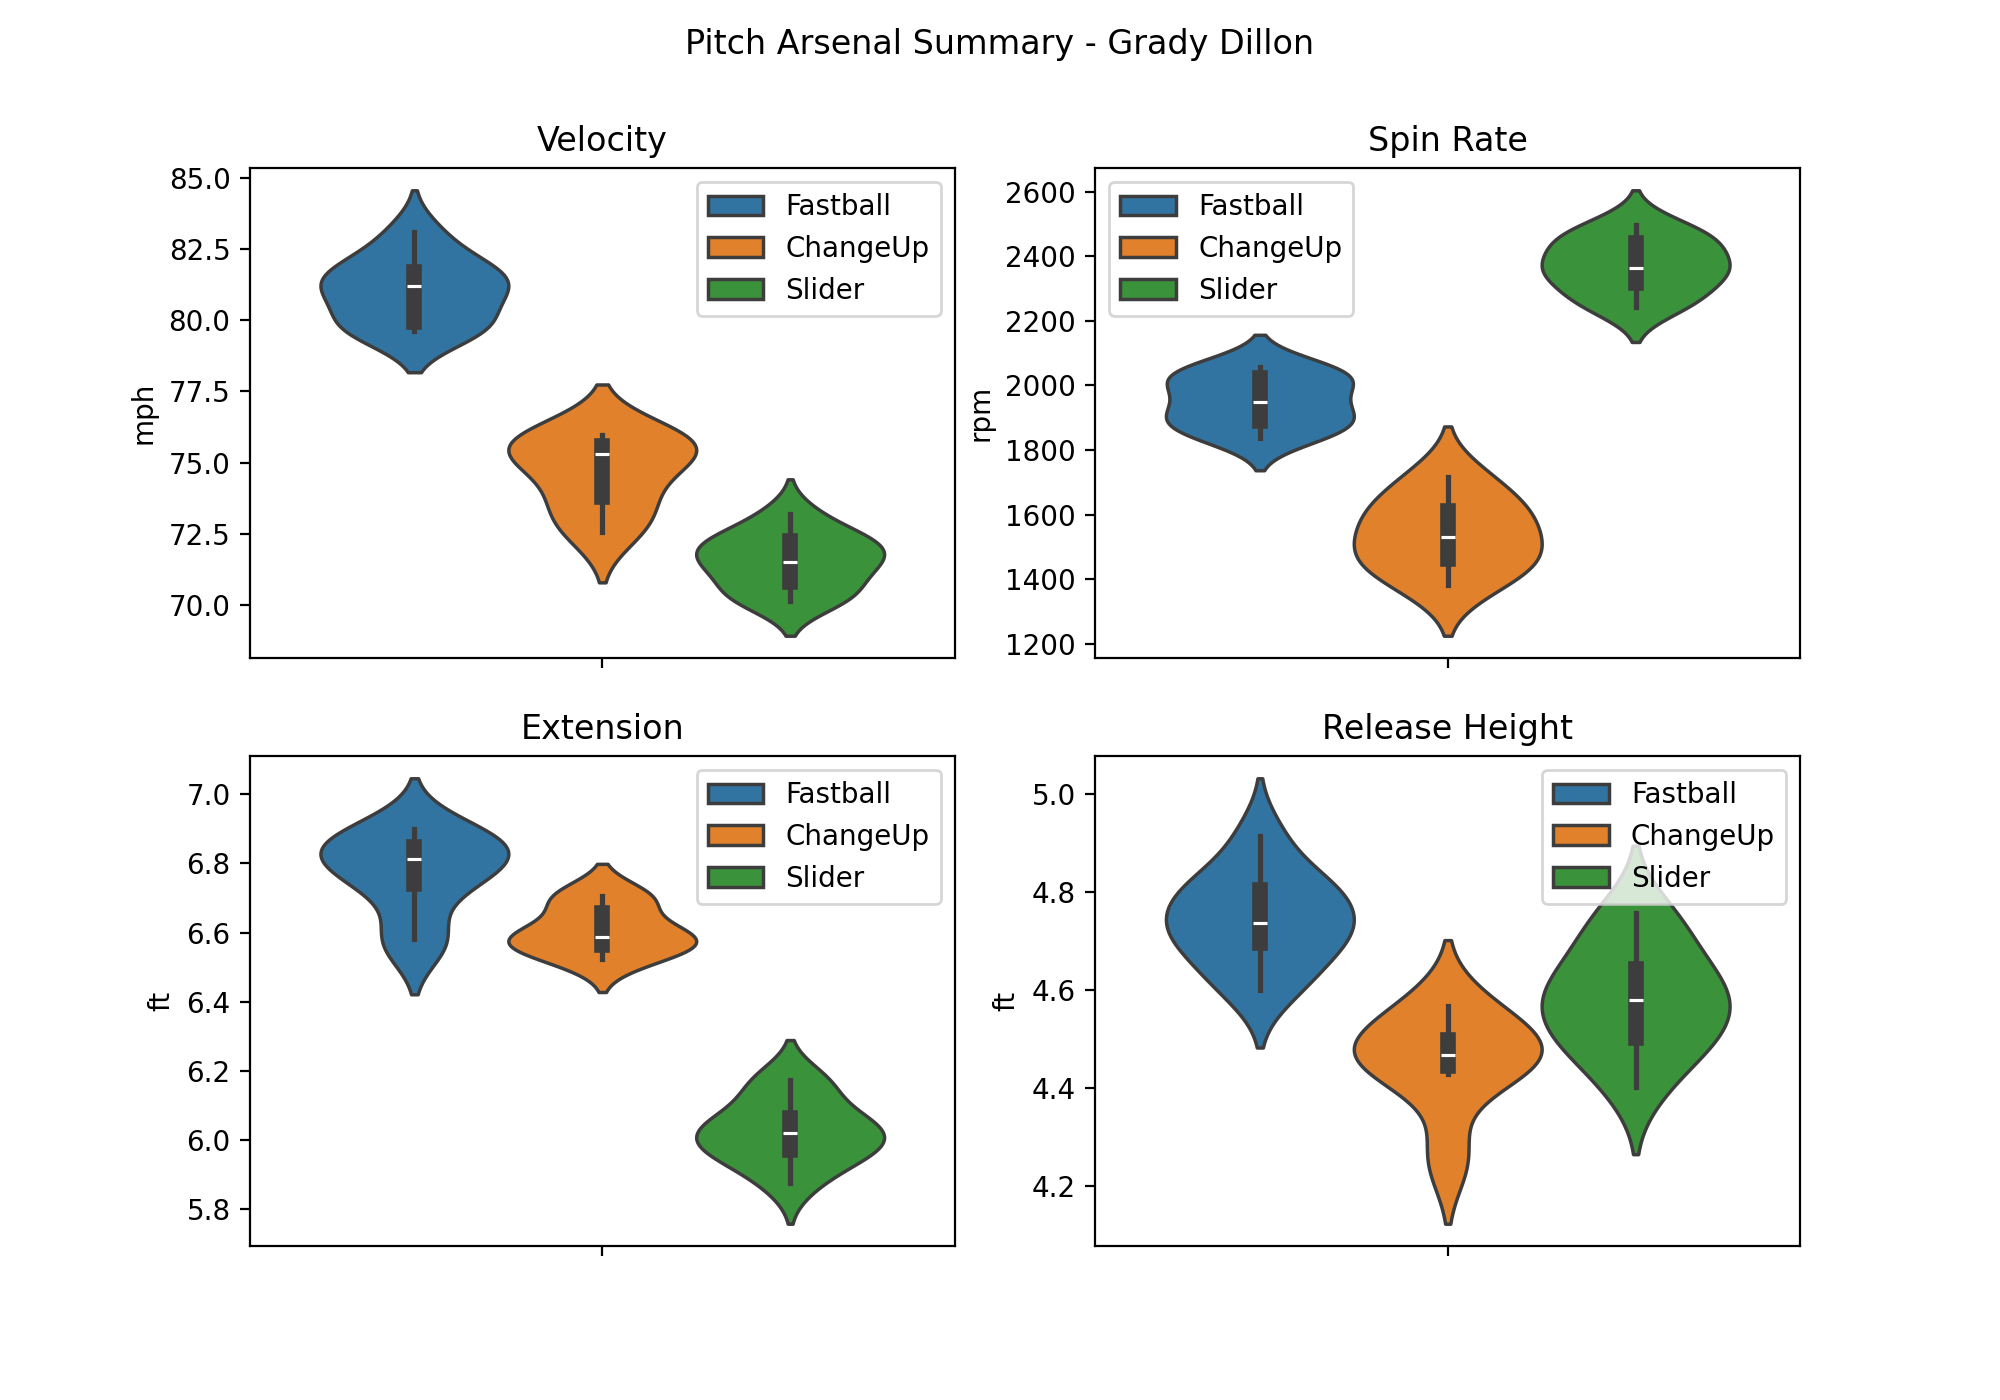 Pitch Arsenal Summary - Grady Dillon
Velocity
85.0
82.5
80.0
77.5
75.0
72.5
70.0
mph
Fastball
ChangeUp
Slider
Spin Rate
2600
2400
2200
2000
1800
1600
1400
1200
rpm
Fastball
ChangeUp
Slider
Extension
7.0
6.8
6.6
6.4
6.2
6.0
5.8
ft
Fastball
ChangeUp
Slider
Release Height
5.0
4.8
4.6
4.4
4.2
ft
Fastball
ChangeUp
Slider